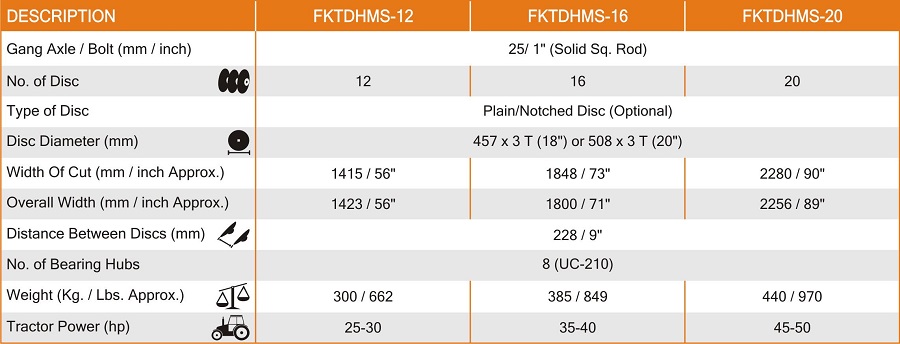 DESCRIPTION FKTDHMS-12 FKTDHMS-16 FKTDHMS-20
Gang Axle / Bolt (mm / inch) 25/ 1" (Solid Sq. Rod)
No. of Disc 12 16 20
Type of Disc Plain/Notched Disc (Optional)
Disc Diameter (mm) 457 x 3 T (18") or 508 x 3 T (20")
Width Of Cut (mm / inch Approx.) 1415 / 56" 1848 / 73" 2280 / 90"
Overall Width (mm / inch Approx.) 1423 / 56" 1800 / 71" 2256 / 89"
Distance Between Discs (mm) 228 / 9"
No. of Bearing Hubs 8 (UC-210)
Weight (Kg. / Lbs. Approx.) 300 / 662 385 / 849 440 / 970
Tractor Power (hp) 25-30 35-40 45-50